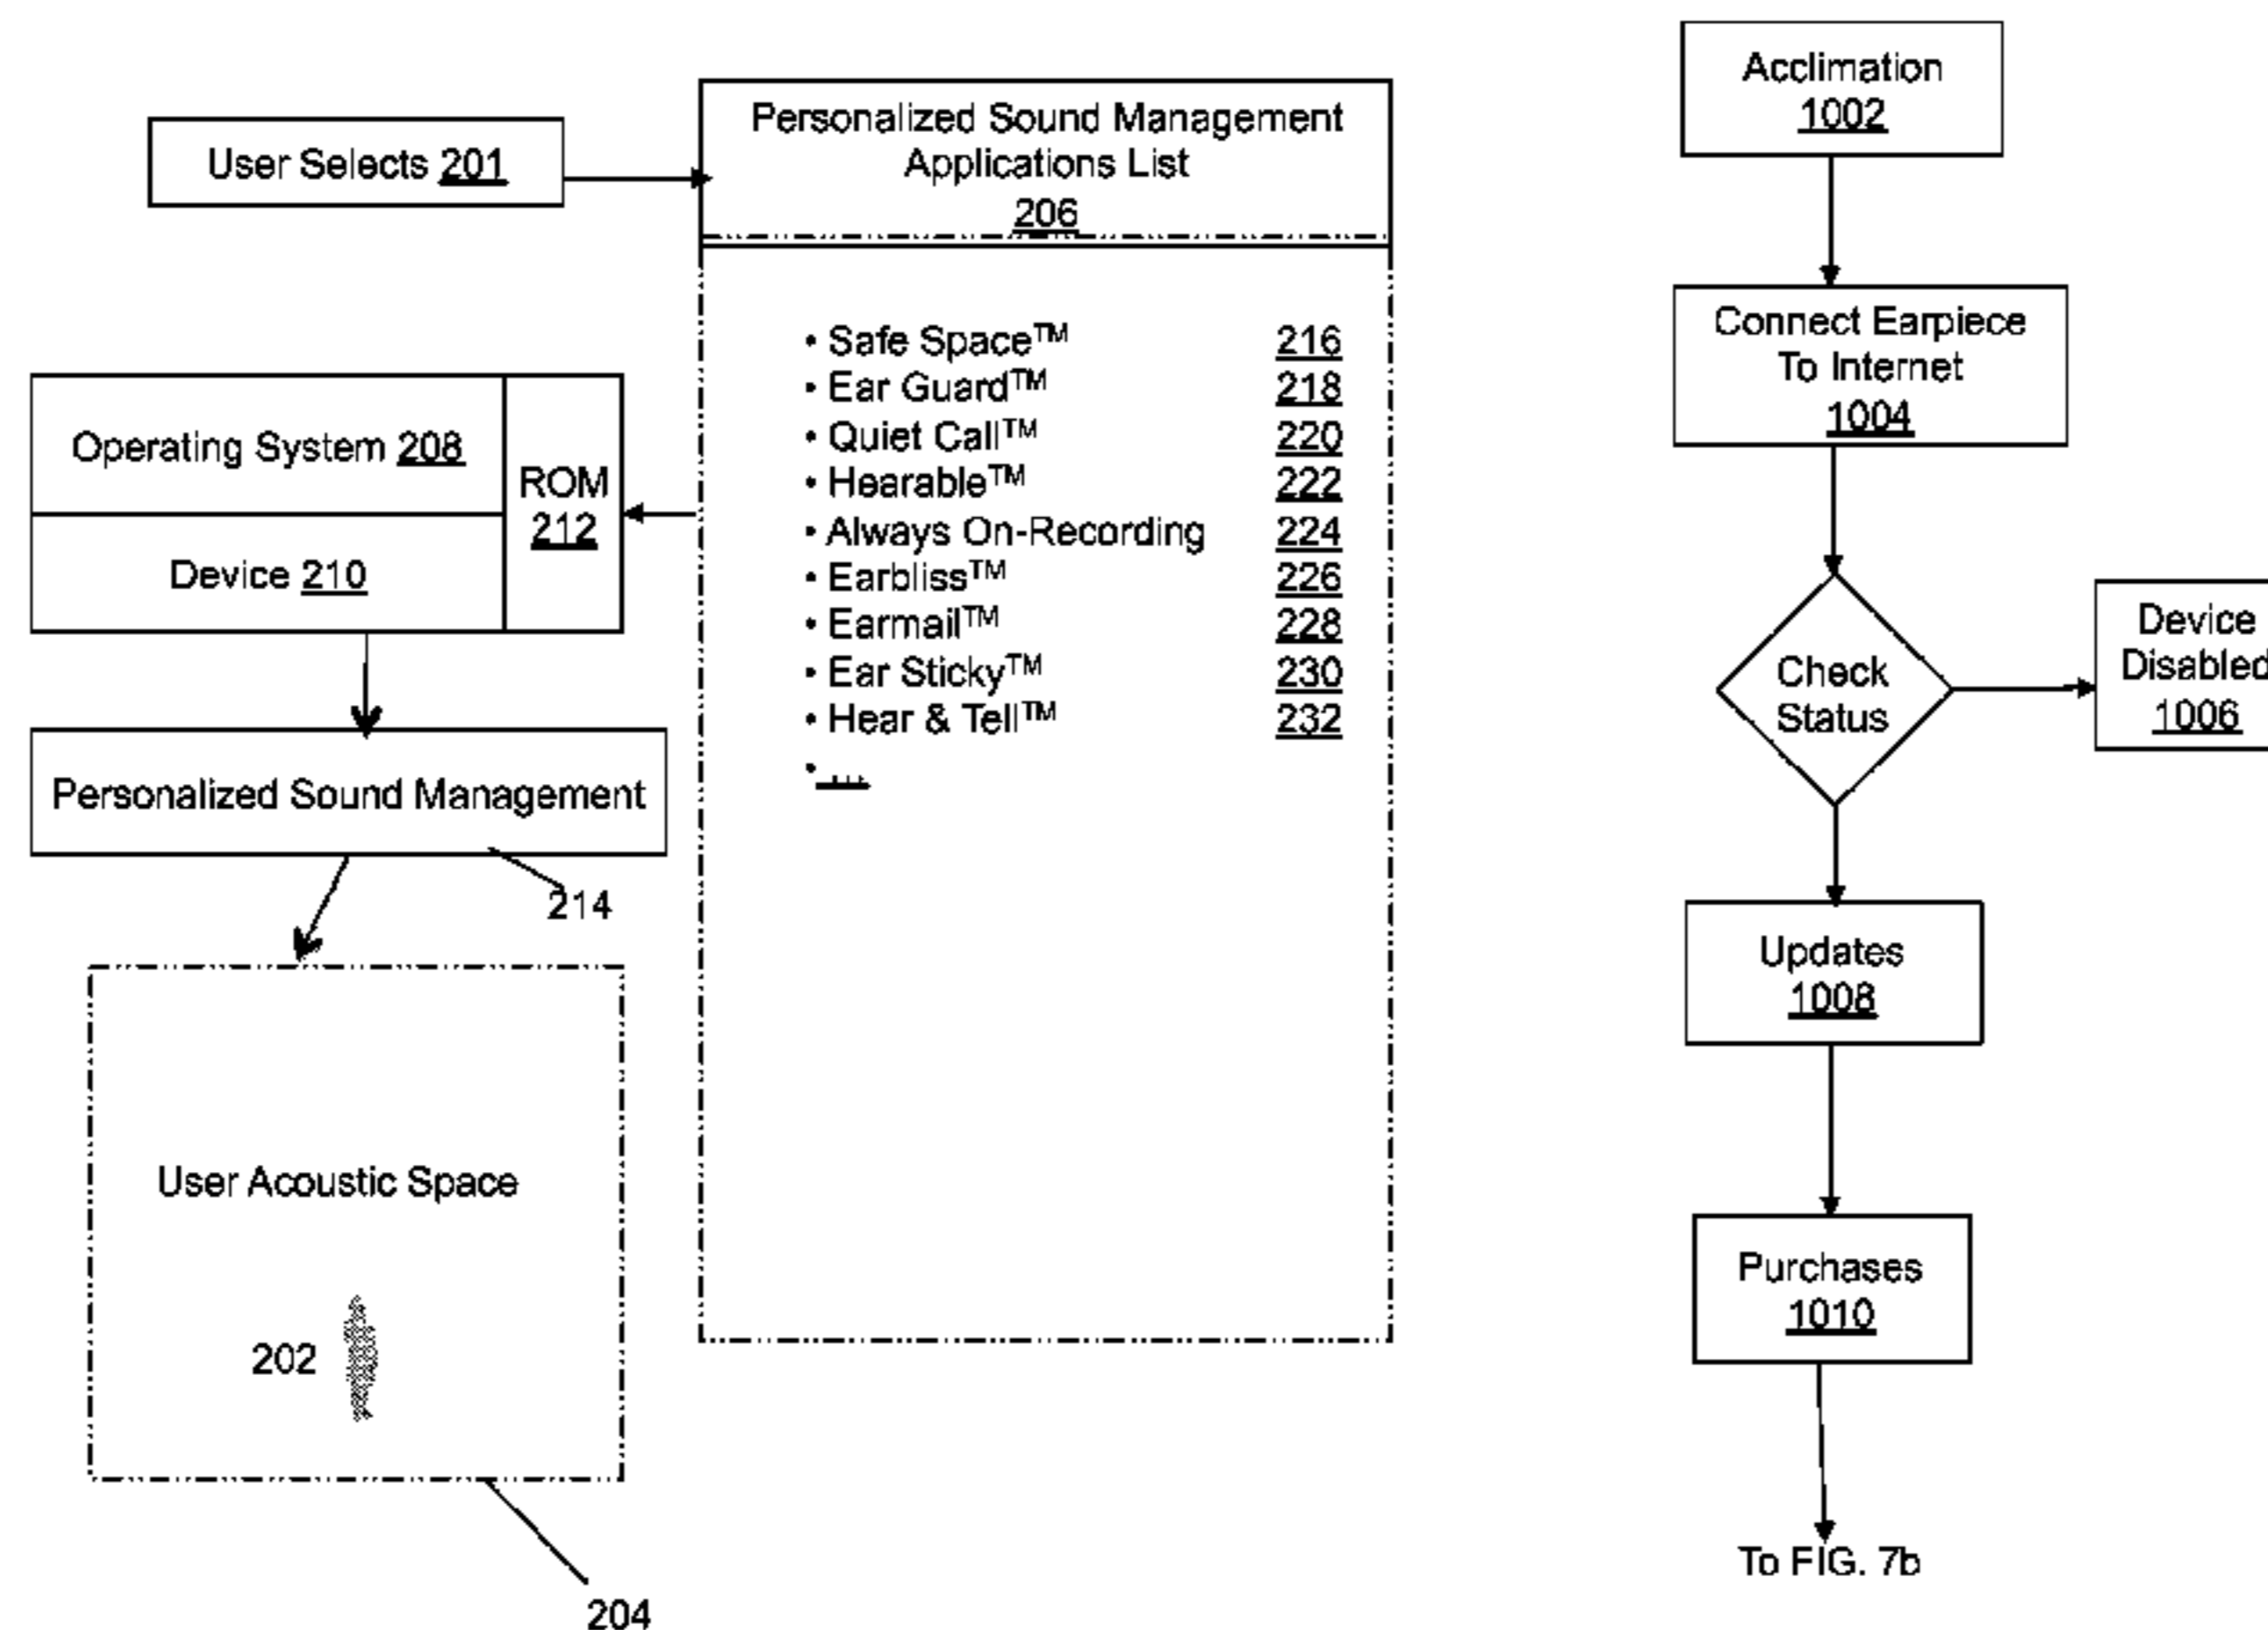 User Selects 201
Personalized Sound Management
Applications List
206
• Safe Space™ 216
• Ear Guard™ 218
• Quiet Call™ 220
• Hearable™ 222
• Always On-Recording 224
• Earbliss™ 226
• Earmail™ 228
• Ear Sticky™ 230
• Hear & Tell™ 232
Operating System 208
Device 210
ROM
212
Personalized Sound Management
214
User Acoustic Space
202
204
Acclimation
1002
Connect Earpiece
To Internet
1004
Check
Status
Device
Disabled
1006
Updates
1008
Purchases
1010
To FIG. 7b